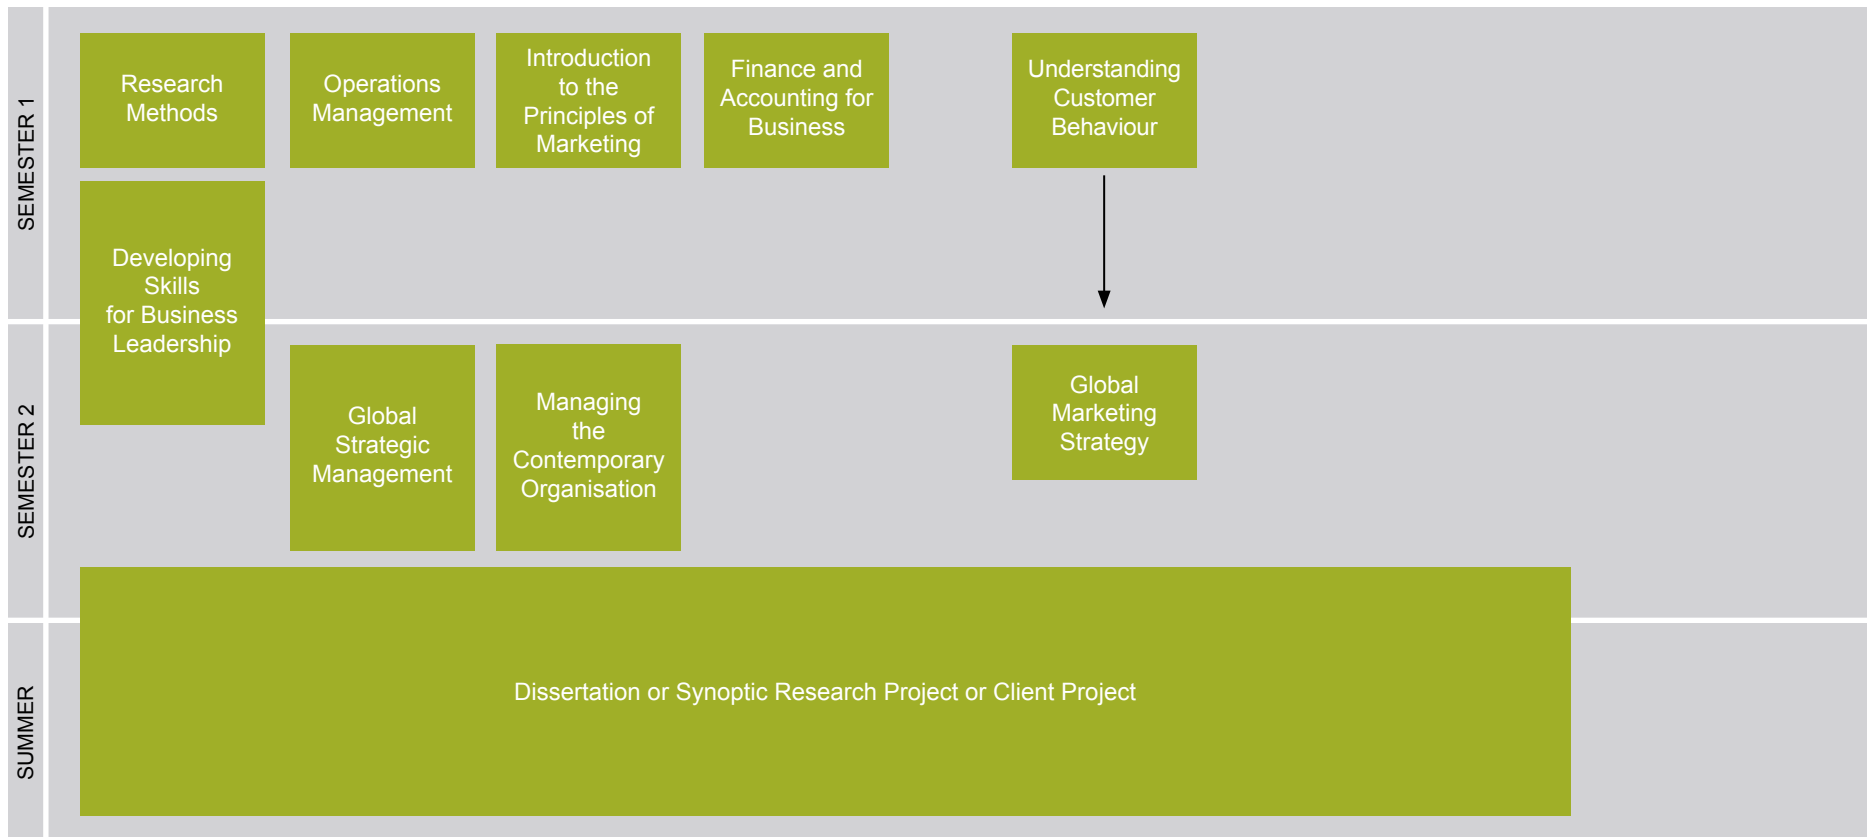 SEMESTER 1
Research
Methods
Operations
Management
Introduction
to the
Principles of
Marketing
Finance and
Accounting for
Business
Understanding
Customer
Behaviour
Developing
Skills
for Business
Leadership
SEMESTER 2
Global
Strategic
Management
Managing
the
Contemporary
Organisation
Global
Marketing
Strategy
SUMMER
Dissertation or Synoptic Research Project or Client Project